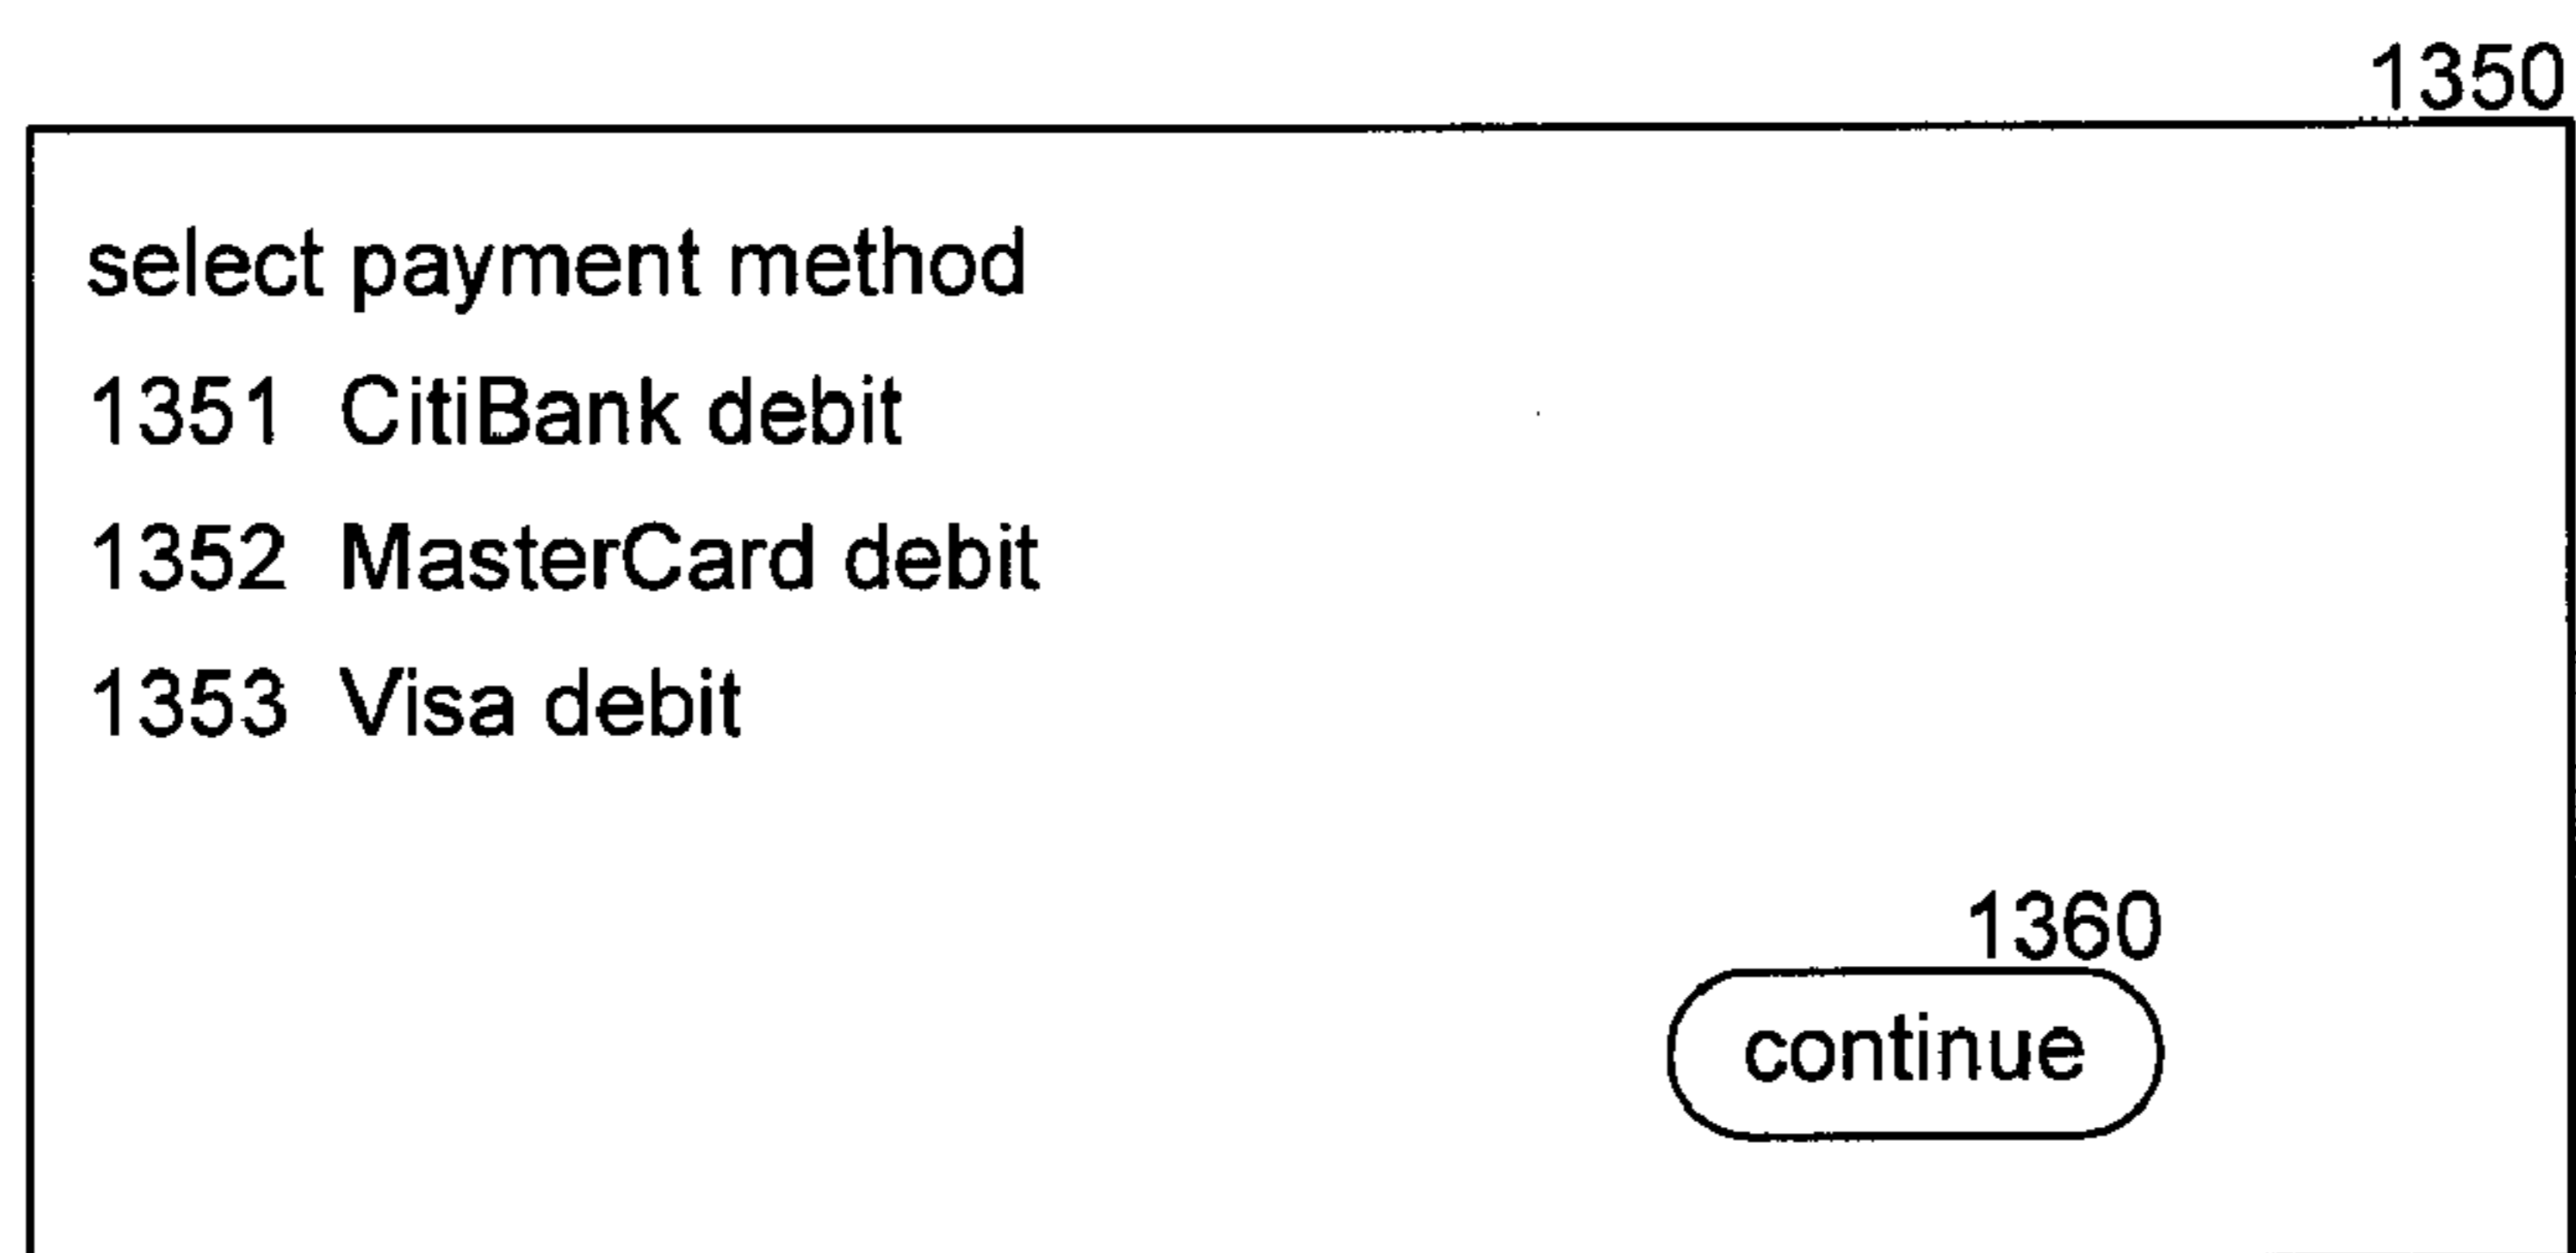 1350
select payment method
1351 CitiBank debit
1352 MasterCard debit
1353 Visa debit
1360
continue